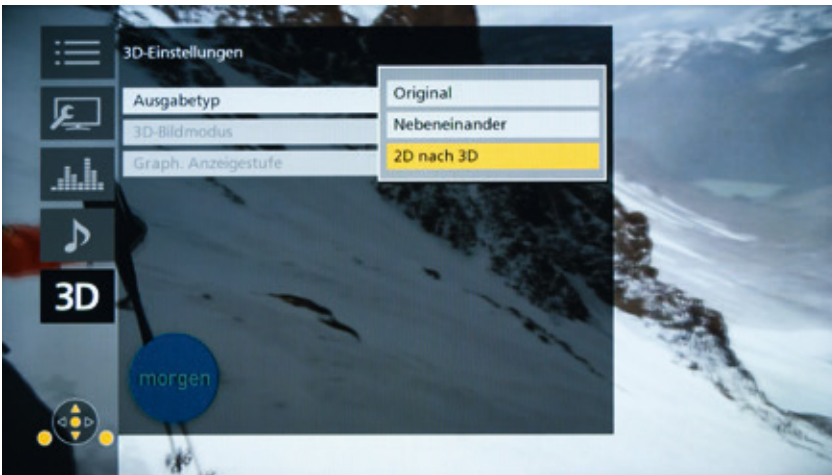 3D-Einstellungen
Ausgabetyp
Original
3D-Bildmodus
Nebeneinander
Graph. Anzeigestufe
2D nach 3D
3D
morgen